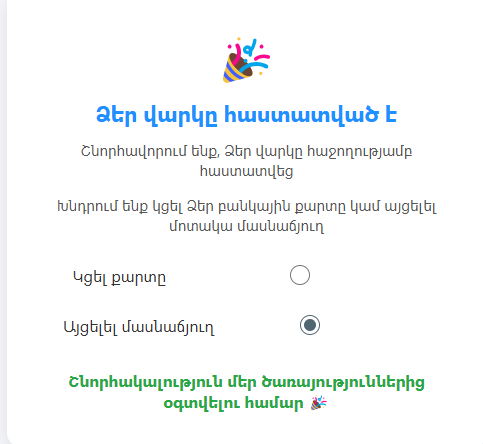 Ձեր վարկը հաստատված է
Շնորհավորում ենք, Ձեր վարկը հաջողությամբ
հաստատվեց
Խնդրում ենք կցել Ձեր բանկային քարտը կամ այցելել
մոտակա մասնաճյուղ
Կցել քարտը
Այցելել մասնաճյուղ
Շնորհակալություն մեր ծառայություններից
օգտվելու համար 🎉